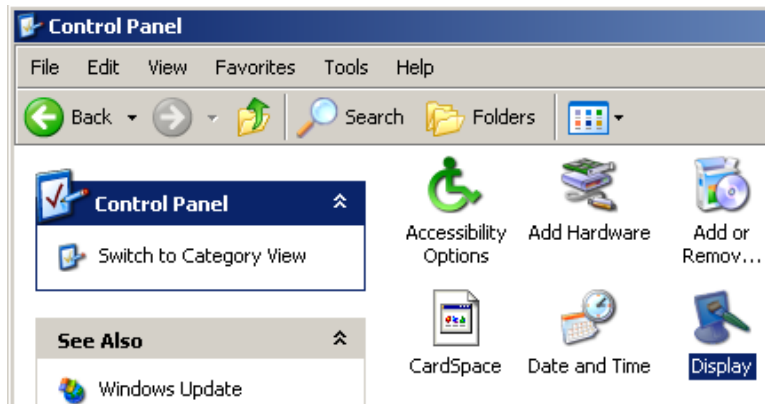 Control Panel
File Edit View Favorites Tools Help
Back Search Folders
Control Panel
Switch to Category View
See Also
Windows Update
Accessibility
Options
Add Hardware
Add or
Remov...
CardSpace
Date and Time
Display